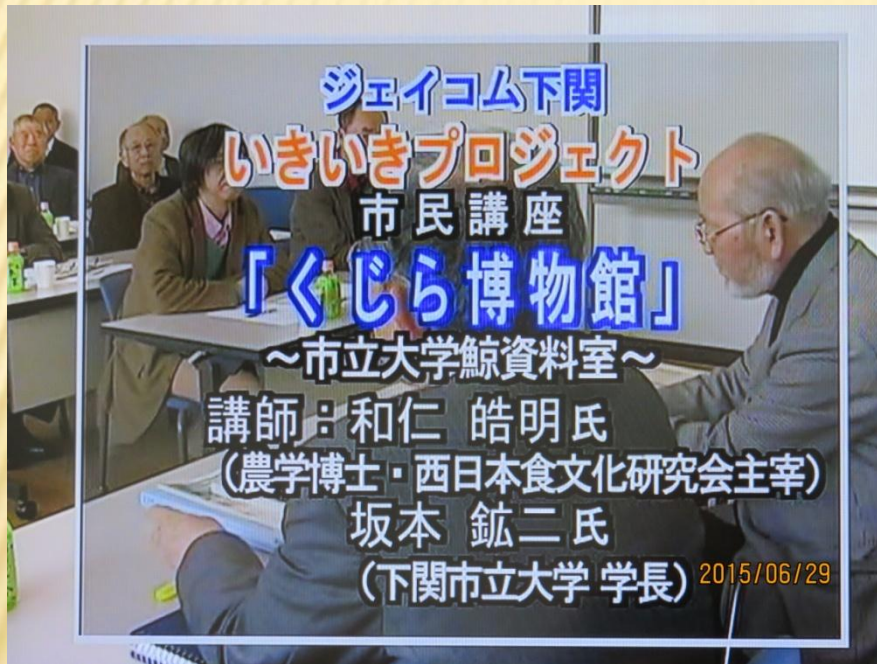 ジェイコム下関
いきいきプロジェクト
市民講座
「くじら博物館」
~市立大学鯨資料室~
講師:和仁 皓明氏
(農学博士・西日本食文化研究会主宰)
坂本 鉱二氏
(下関市立大学 学長)
2015/06/29